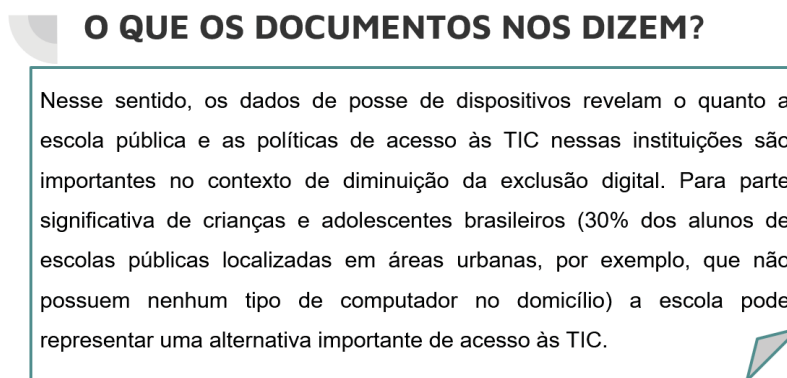 O QUE OS DOCUMENTOS NOS DIZEM?
Nesse sentido, os dados de posse de dispositivos revelam o quanto a
escola pública e as políticas de acesso às TIC nessas instituições são
importantes no contexto de diminuição da exclusão digital. Para parte
significativa de crianças e adolescentes brasileiros (30% dos alunos de
escolas públicas localizadas em áreas urbanas, por exemplo, que não
possuem nenhum tipo de computador no domicílio) a escola pode
representar uma alternativa importante de acesso às TIC.